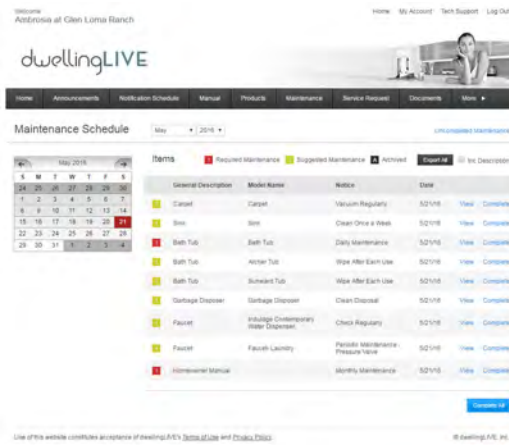 Welcome
Ambrosia at Glen Loma Ranch
Home My Account Tech Support Log Out
dwellingLIVE
Home Announcements Notification Schedule Manual Products Maintenance Service Request Documents More
Maintenance Schedule
May 2016
Uncompleted Maintenance
May 2016
S M T W T F S
24 25 26 27 28 29 30
1 2 3 4 5 6 7
8 9 10 11 12 13 14
15 16 17 18 19 20 21
22 23 24 25 26 27 28
29 30 31 1 2 3 4
Items Required Maintenance Suggested Maintenance A Archived Export All Inc Description
General Description Model Name Notice Date
Carpet Carpet Vacuum Regularly 5/21/16 View Complete
Sink Sink Clean Once a Week 5/21/16 View Complete
Bath Tub Bath Tub Daily Maintenance 5/21/16 View Complete
Bath Tub Archer Tub Wipe After Each Use 5/21/16 View Complete
Bath Tub Sunward Tub Wipe After Each Use 5/21/16 View Complete
Garbage Disposer Garbage Disposer Clean Disposal 5/21/16 View Complete
Faucet Indulge Contemporary Water Dispenser Check Regularly 5/21/16 View Complete
Faucet Faucet- Laundry Periodic Maintenance - Pressure Valve 5/21/16 View Complete
Homeowner Manual Monthly Maintenance 5/21/16 View Complete
Complete All
Use of this website constitutes acceptance of dwellingLIVE's Terms of Use and Privacy Policy.
© dwellingLIVE, Inc.